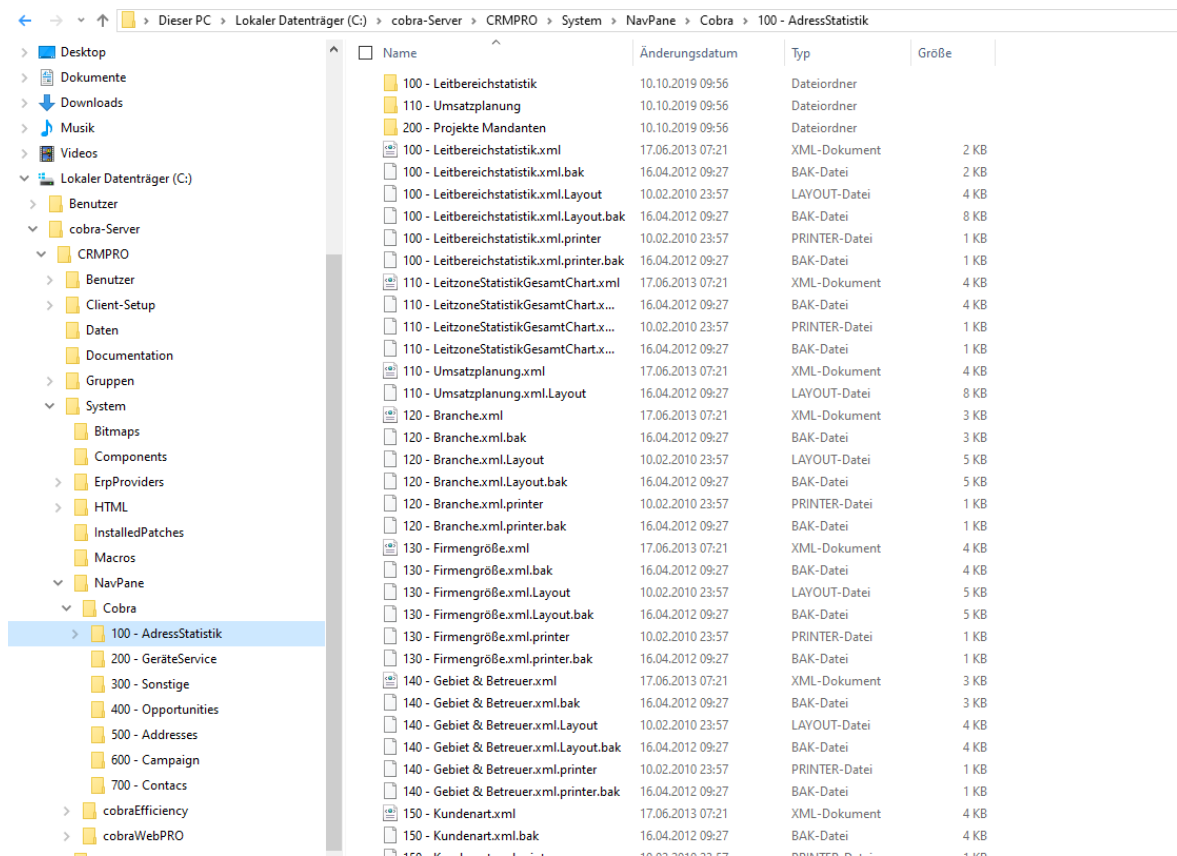 Dieser PC > Lokaler Datenträger (C:) > cobra-Server > CRMPRO > System > NavPane > Cobra > 100 - AdressStatistik
Desktop
Dokumente
Downloads
Musik
Videos
Lokaler Datenträger (C:)
Benutzer
cobra-Server
CRMPRO
Benutzer
Client-Setup
Daten
Documentation
Gruppen
System
Bitmaps
Components
ErpProviders
HTML
InstalledPatches
Macros
NavPane
Cobra
100 - AdressStatistik
200 - GeräteService
300 - Sonstige
400 - Opportunities
500 - Addresses
600 - Campaign
700 - Contacs
cobraEfficiency
cobraWebPRO
Name Änderungsdatum Typ Größe
100 - Leitbereichstatistik 10.10.2019 09:56 Dateiordner
110 - Umsatzplanung 10.10.2019 09:56 Dateiordner
200 - Projekte Mandanten 10.10.2019 09:56 Dateiordner
100 - Leitbereichstatistik.xml 17.06.2013 07:21 XML-Dokument 2 KB
100 - Leitbereichstatistik.xml.bak 16.04.2012 09:27 BAK-Datei 2 KB
100 - Leitbereichstatistik.xml.Layout 10.02.2010 23:57 LAYOUT-Datei 4 KB
100 - Leitbereichstatistik.xml.Layout.bak 16.04.2012 09:27 BAK-Datei 8 KB
100 - Leitbereichstatistik.xml.printer 10.02.2010 23:57 PRINTER-Datei 1 KB
100 - Leitbereichstatistik.xml.printer.bak 16.04.2012 09:27 BAK-Datei 1 KB
110 - LeitzoneStatistikGesamtChart.xml 17.06.2013 07:21 XML-Dokument 4 KB
110 - LeitzoneStatistikGesamtChart.x... 16.04.2012 09:27 BAK-Datei 4 KB
110 - LeitzoneStatistikGesamtChart.x... 10.02.2010 23:57 PRINTER-Datei 1 KB
110 - LeitzoneStatistikGesamtChart.x... 16.04.2012 09:27 BAK-Datei 1 KB
110 - Umsatzplanung.xml 17.06.2013 07:21 XML-Dokument 4 KB
110 - Umsatzplanung.xml.Layout 16.04.2012 09:27 LAYOUT-Datei 8 KB
120 - Branche.xml 17.06.2013 07:21 XML-Dokument 3 KB
120 - Branche.xml.bak 16.04.2012 09:27 BAK-Datei 3 KB
120 - Branche.xml.Layout 10.02.2010 23:57 LAYOUT-Datei 5 KB
120 - Branche.xml.Layout.bak 16.04.2012 09:27 BAK-Datei 5 KB
120 - Branche.xml.printer 10.02.2010 23:57 PRINTER-Datei 1 KB
120 - Branche.xml.printer.bak 16.04.2012 09:27 BAK-Datei 1 KB
130 - Firmengröße.xml 17.06.2013 07:21 XML-Dokument 4 KB
130 - Firmengröße.xml.bak 16.04.2012 09:27 BAK-Datei 4 KB
130 - Firmengröße.xml.Layout 10.02.2010 23:57 LAYOUT-Datei 5 KB
130 - Firmengröße.xml.Layout.bak 16.04.2012 09:27 BAK-Datei 5 KB
130 - Firmengröße.xml.printer 10.02.2010 23:57 PRINTER-Datei 1 KB
130 - Firmengröße.xml.printer.bak 16.04.2012 09:27 BAK-Datei 1 KB
140 - Gebiet & Betreuer.xml 17.06.2013 07:21 XML-Dokument 3 KB
140 - Gebiet & Betreuer.xml.bak 16.04.2012 09:27 BAK-Datei 3 KB
140 - Gebiet & Betreuer.xml.Layout 10.02.2010 23:57 LAYOUT-Datei 4 KB
140 - Gebiet & Betreuer.xml.Layout.bak 16.04.2012 09:27 BAK-Datei 4 KB
140 - Gebiet & Betreuer.xml.printer 10.02.2010 23:57 PRINTER-Datei 1 KB
140 - Gebiet & Betreuer.xml.printer.bak 16.04.2012 09:27 BAK-Datei 1 KB
150 - Kundenart.xml 17.06.2013 07:21 XML-Dokument 4 KB
150 - Kundenart.xml.bak 16.04.2012 09:27 BAK-Datei 4 KB